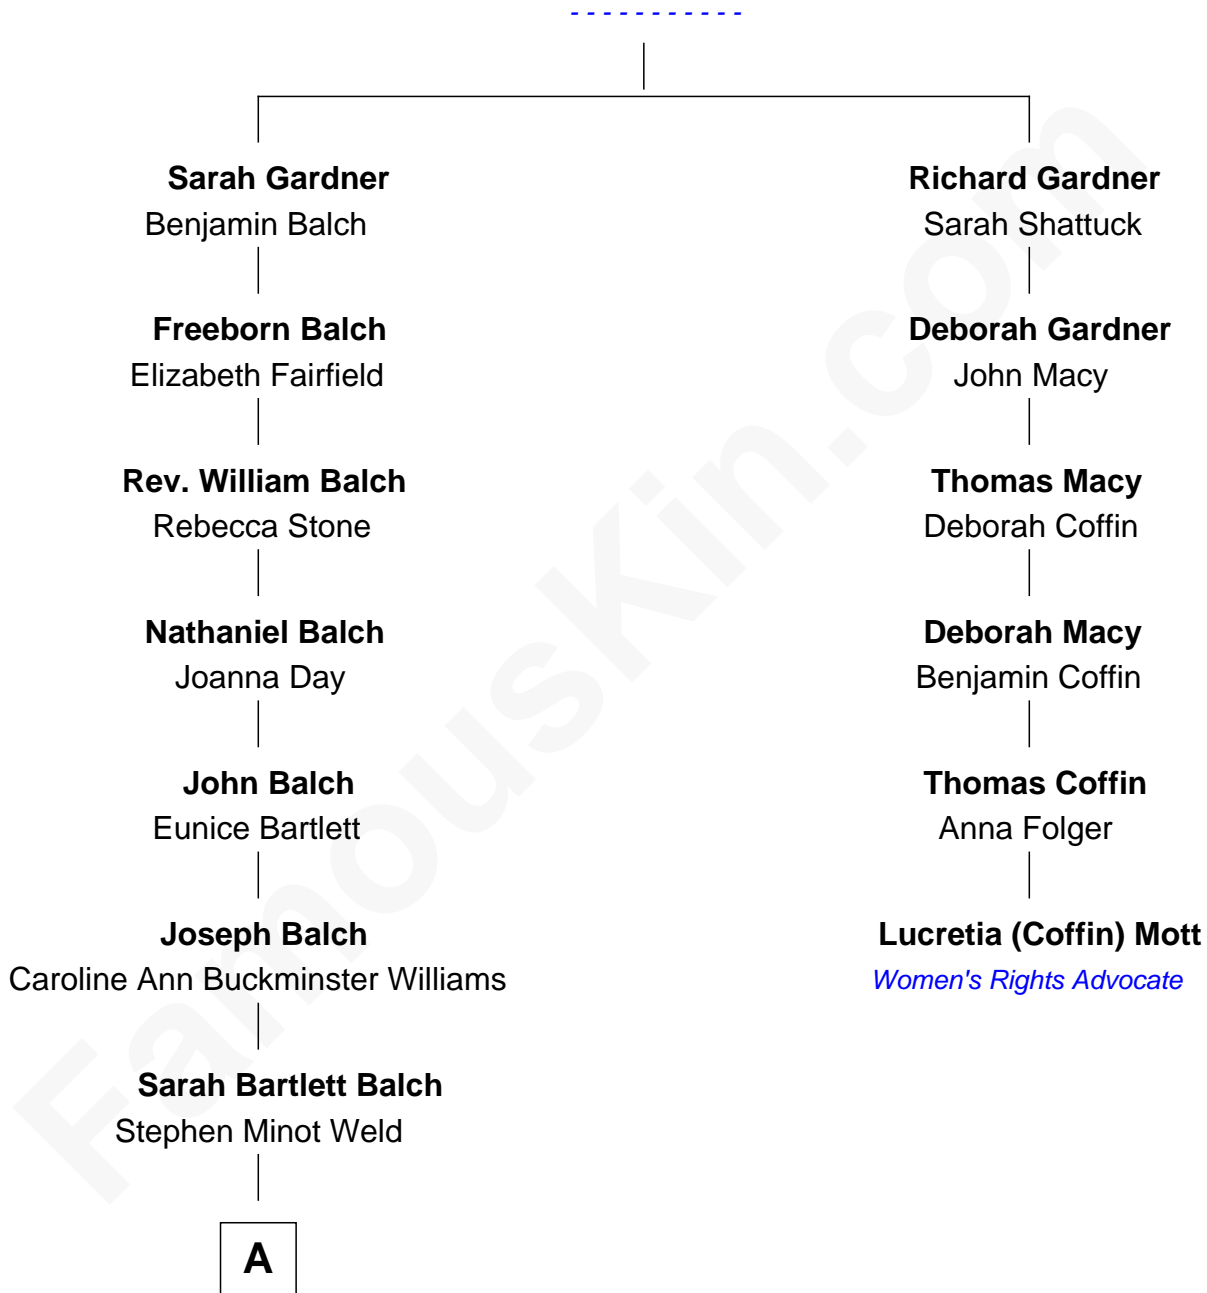 - - - - - - - - - - -
Sarah Gardner
Benjamin Balch
Richard Gardner
Sarah Shattuck
Freeborn Balch
Elizabeth Fairfield
Deborah Gardner
John Macy
Rev. William Balch
Rebecca Stone
Thomas Macy
Deborah Coffin
Nathaniel Balch
Joanna Day
Deborah Macy
Benjamin Coffin
John Balch
Eunice Bartlett
Thomas Coffin
Anna Folger
Joseph Balch
Caroline Ann Buckminster Williams
Lucretia (Coffin) Mott
Women's Rights Advocate
Sarah Bartlett Balch
Stephen Minot Weld
A
FamousKin.com